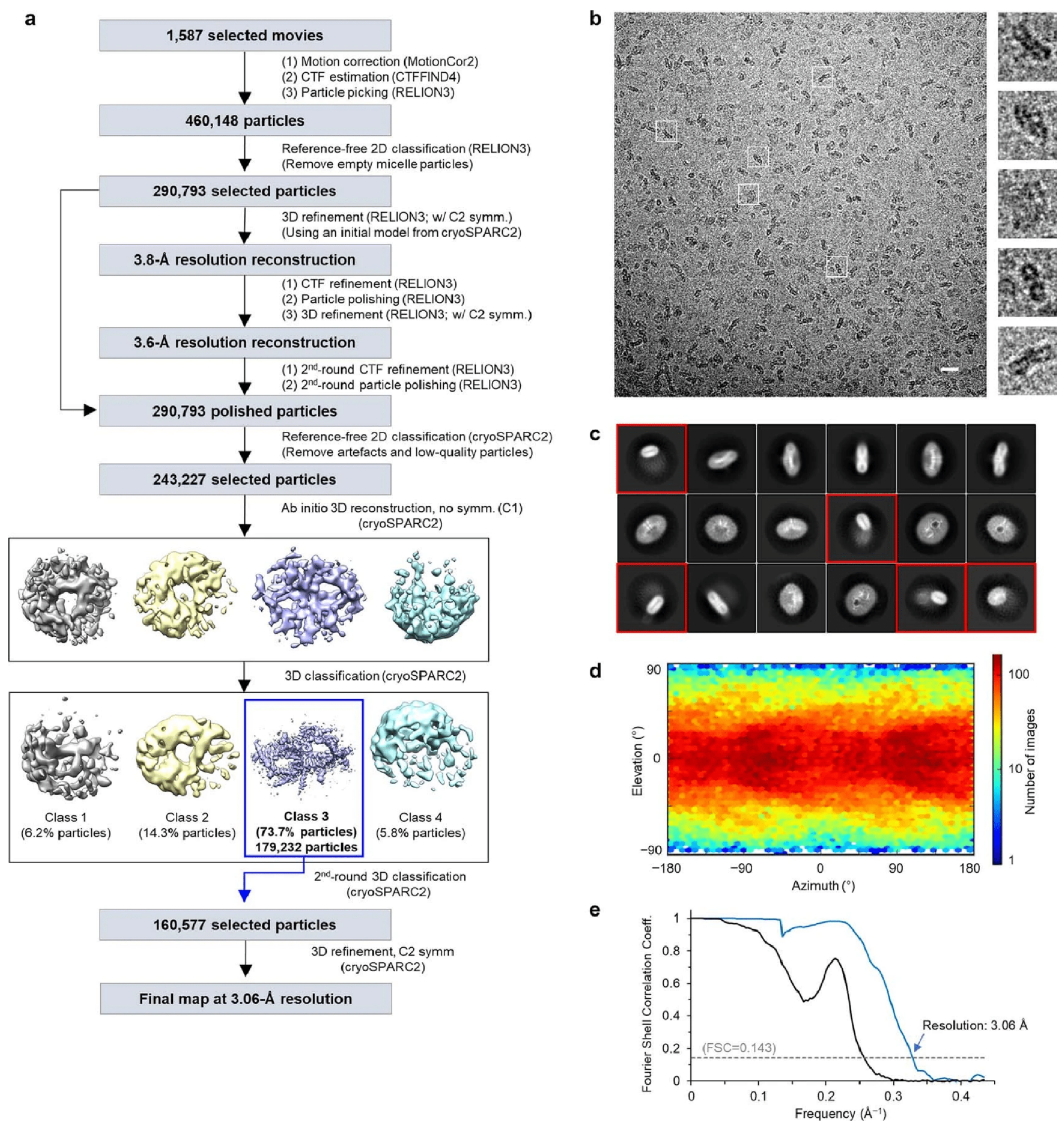 a
1,587 selected movies
(1) Motion correction (MotionCor2)
(2) CTF estimation (CTFFIND4)
(3) Particle picking (RELION3)
460,148 particles
Reference-free 2D classification (RELION3)
(Remove empty micelle particles)
290,793 selected particles
3D refinement (RELION3; w/ C2 symm.)
(Using an initial model from cryoSPARC2)
3.8-Å resolution reconstruction
(1) CTF refinement (RELION3)
(2) Particle polishing (RELION3)
(3) 3D refinement (RELION3; w/ C2 symm.)
3.6-Å resolution reconstruction
(1) 2nd-round CTF refinement (RELION3)
(2) 2nd-round particle polishing (RELION3)
290,793 polished particles
Reference-free 2D classification (cryoSPARC2)
(Remove artefacts and low-quality particles)
243,227 selected particles
Ab initio 3D reconstruction, no symm. (C1)
(cryoSPARC2)
3D classification (cryoSPARC2)
Class 1
(6.2% particles)
Class 2
(14.3% particles)
Class 3
(73.7% particles)
179,232 particles
Class 4
(5.8% particles)
2nd-round 3D classification
(cryoSPARC2)
160,577 selected particles
3D refinement, C2 symm
(cryoSPARC2)
Final map at 3.06-Å resolution
b
c
d
90
0
−90
Elevation (°)
−180
−90
0
90
180
Azimuth (°)
100
10
1
Number of images
e
1
0.8
0.6
0.4
0.2
0
Fourier Shell Correlation Coeff.
(FSC=0.143)
Resolution: 3.06 Å
0
0.1
0.2
0.3
0.4
Frequency (Å⁻¹)